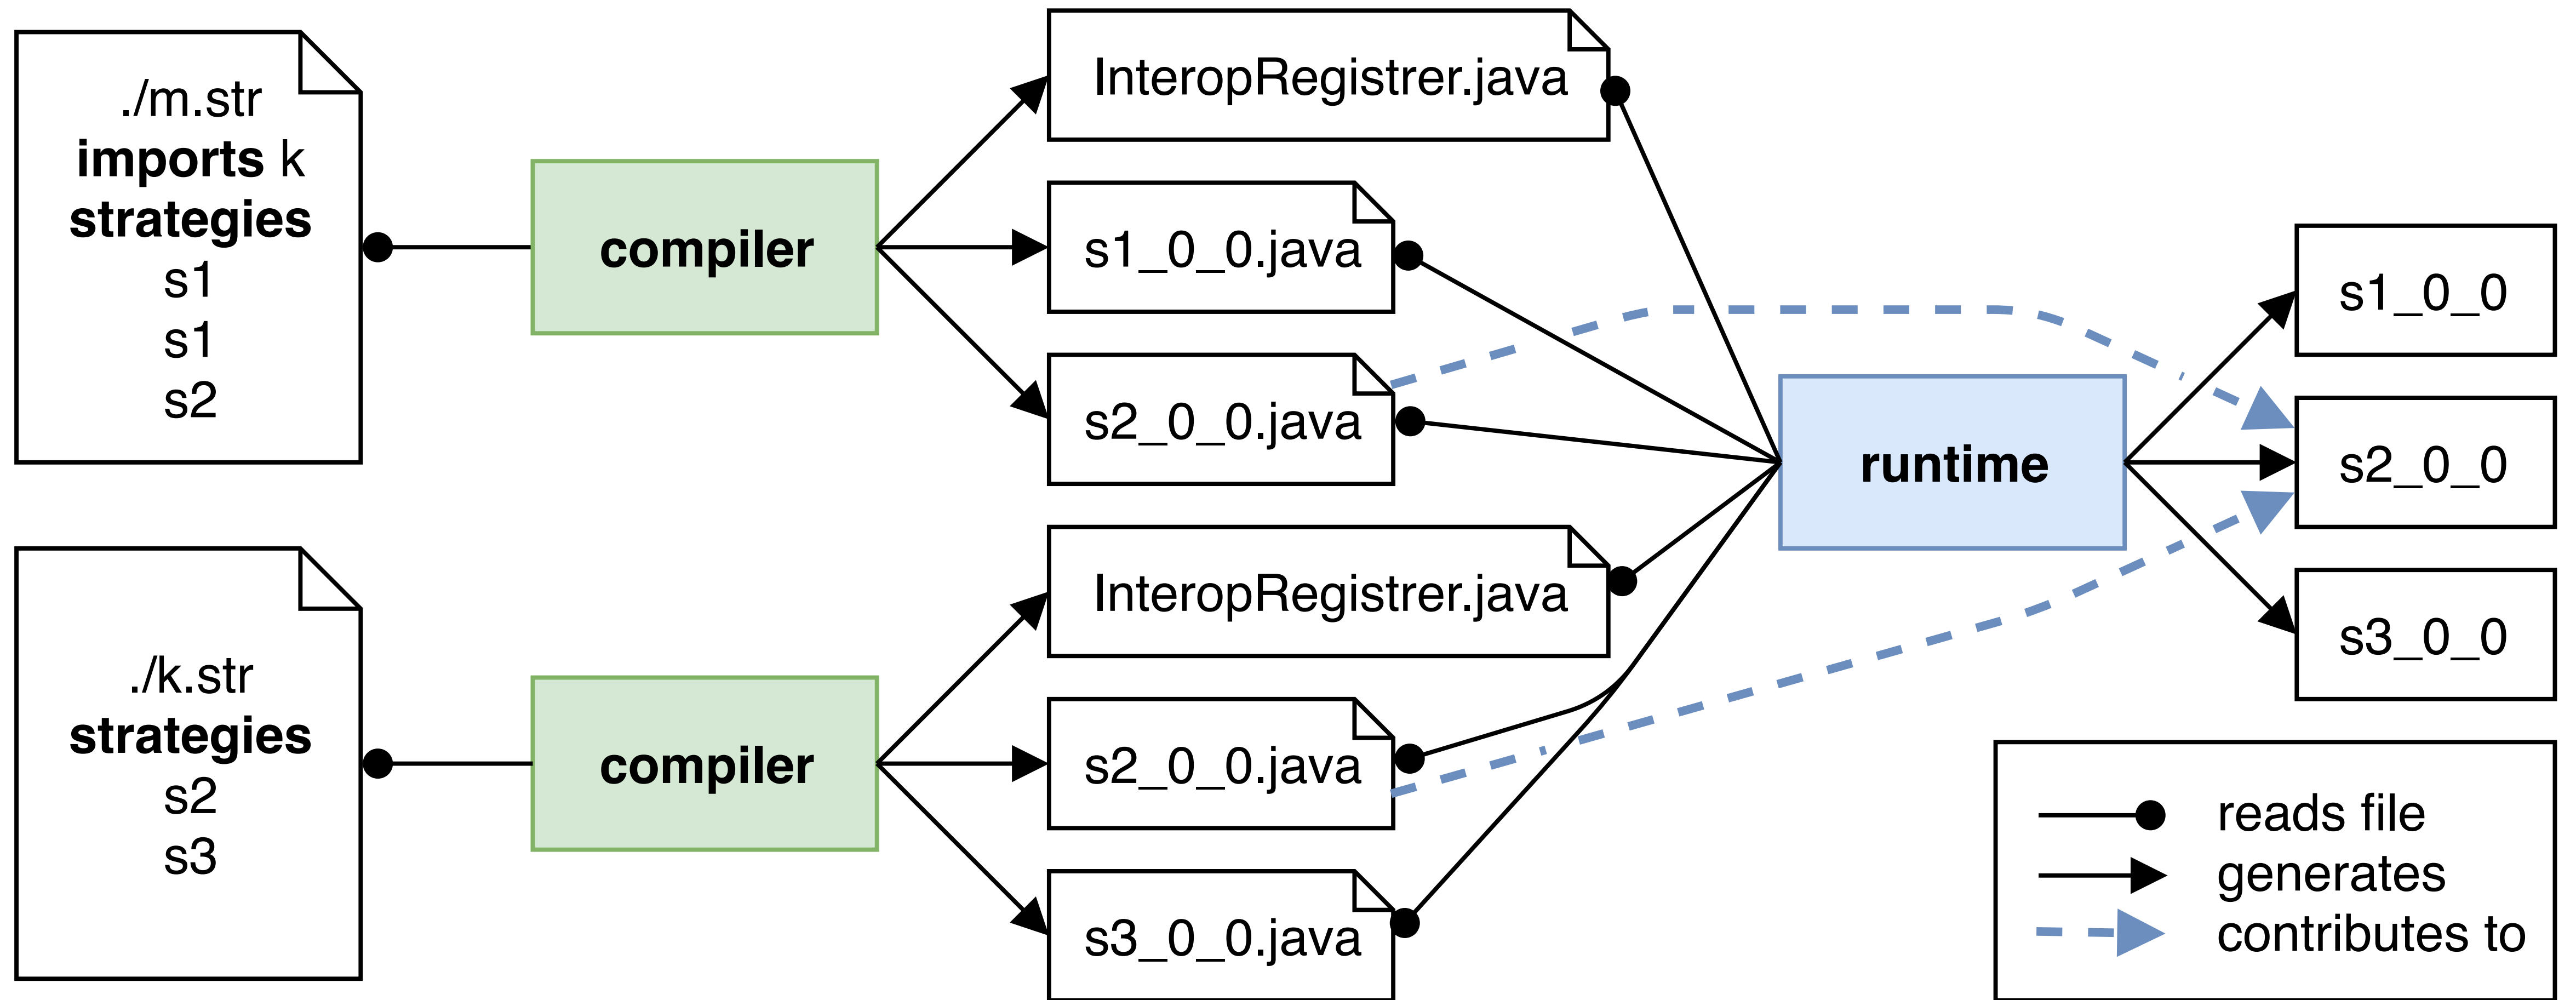 ./m.str
imports k
strategies
s1
s1
s2
compiler
InteropRegistrer.java
s1_0_0.java
s2_0_0.java
./k.str
strategies
s2
s3
compiler
InteropRegistrer.java
s2_0_0.java
s3_0_0.java
runtime
s1_0_0
s2_0_0
s3_0_0
reads file
generates
contributes to